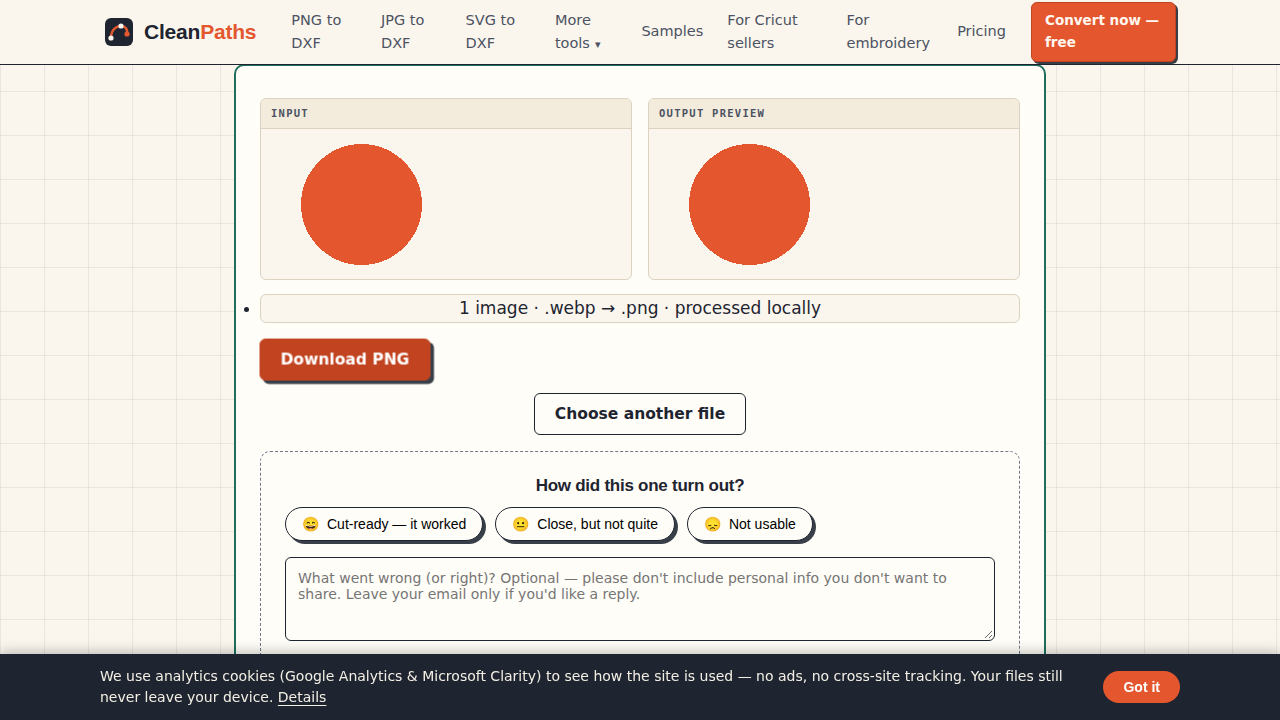 CleanPaths
PNG to
DXF
JPG to
DXF
SVG to
DXF
More
tools ▾
Samples
For Cricut
sellers
For
embroidery
Pricing
Convert now —
free
INPUT
OUTPUT PREVIEW
• 1 image · .webp → .png · processed locally
Download PNG
Choose another file
How did this one turn out?
😄 Cut-ready — it worked
😐 Close, but not quite
😞 Not usable
What went wrong (or right)? Optional — please don't include personal info you don't want to
share. Leave your email only if you'd like a reply.
We use analytics cookies (Google Analytics & Microsoft Clarity) to see how the site is used — no ads, no cross-site tracking. Your files still
never leave your device. Details
Got it